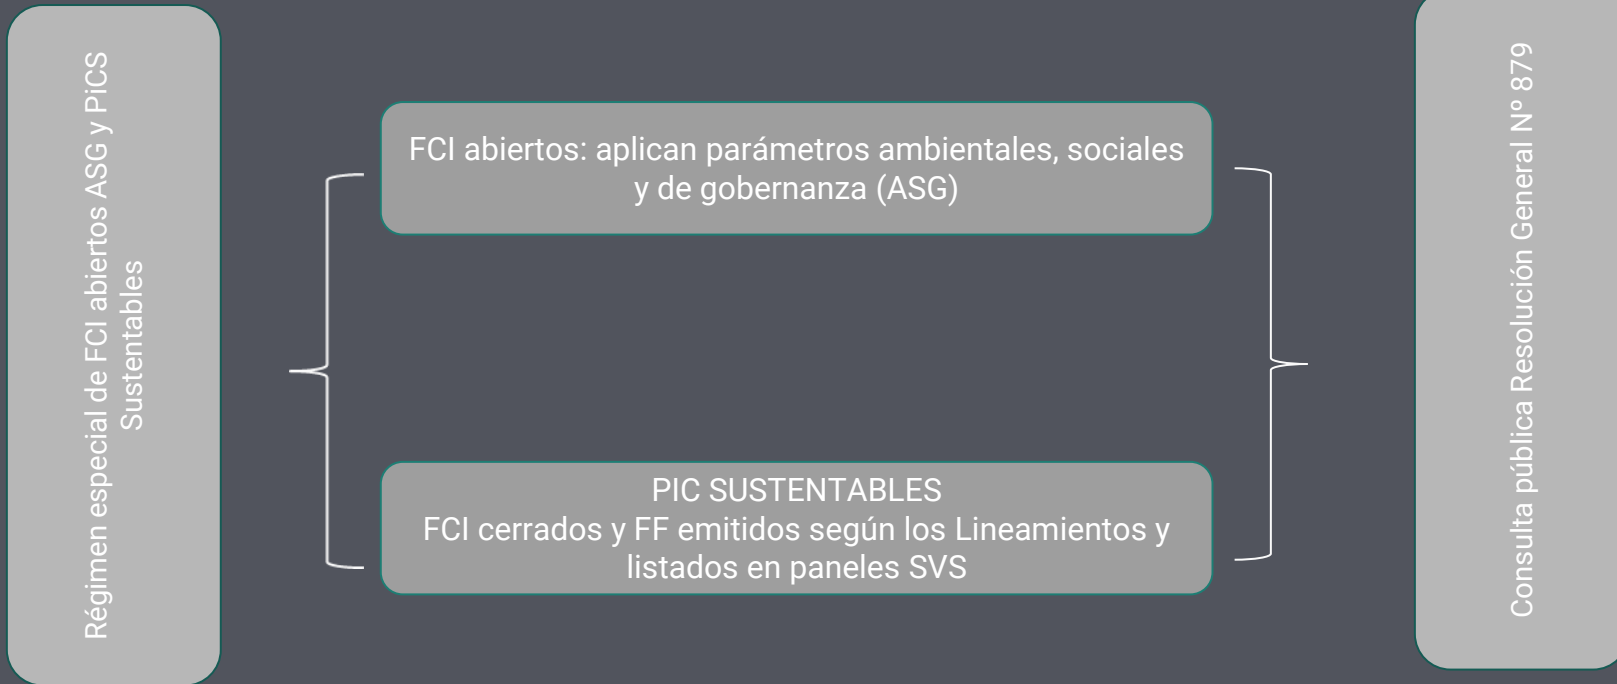 Régimen especial de FCI abiertos ASG y PiCS
Sustentables
FCI abiertos: aplican parámetros ambientales, sociales
y de gobernanza (ASG)
PIC SUSTENTABLES
FCI cerrados y FF emitidos según los Lineamientos y
listados en paneles SVS
Consulta pública Resolución General Nº 879